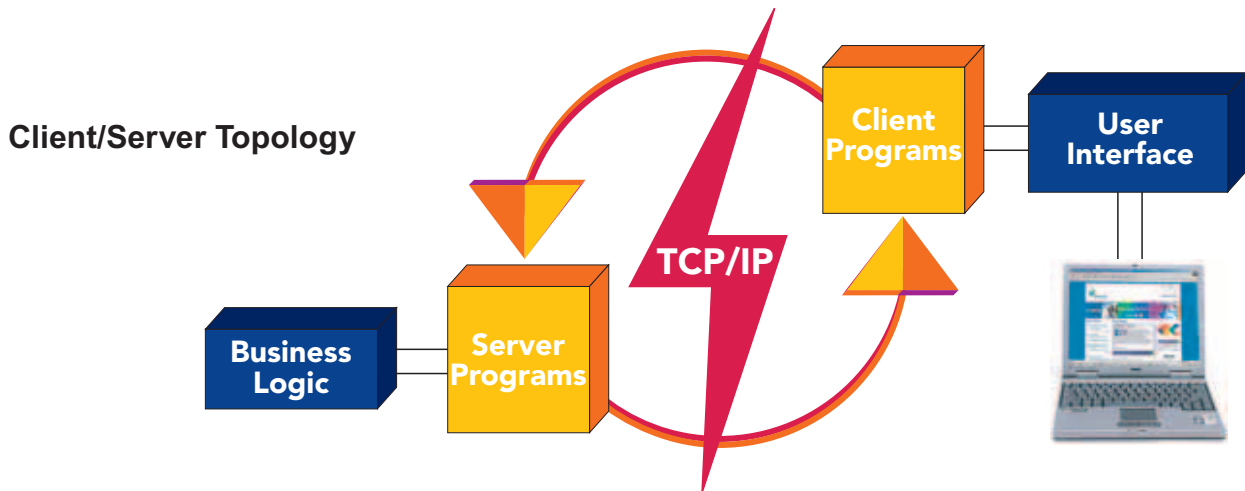 Client/Server Topology
Client
Programs
User
Interface
TCP/IP
Business
Logic
Server
Programs